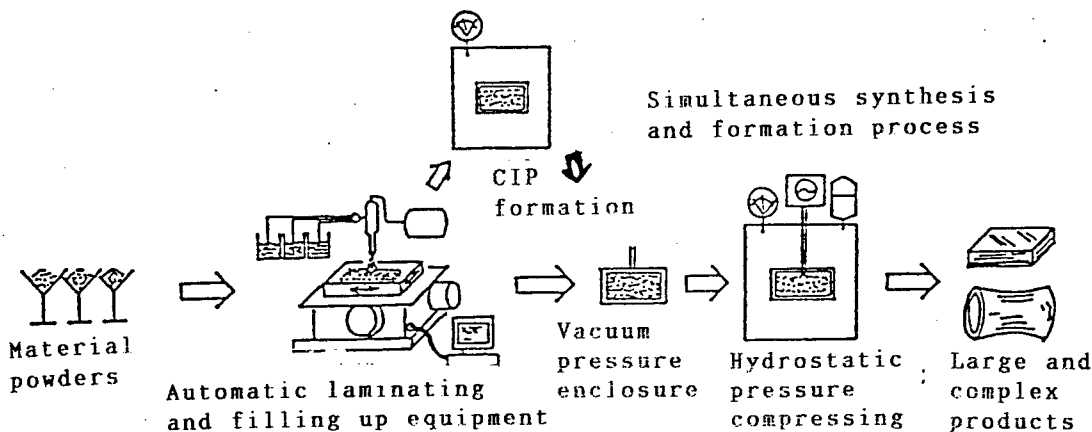 Simultaneous synthesis
and formation process
CIP
formation
Material
powders
Automatic laminating
and filling up equipment
Vacuum
pressure
enclosure
Hydrostatic
pressure
compressing
Large and
complex
products